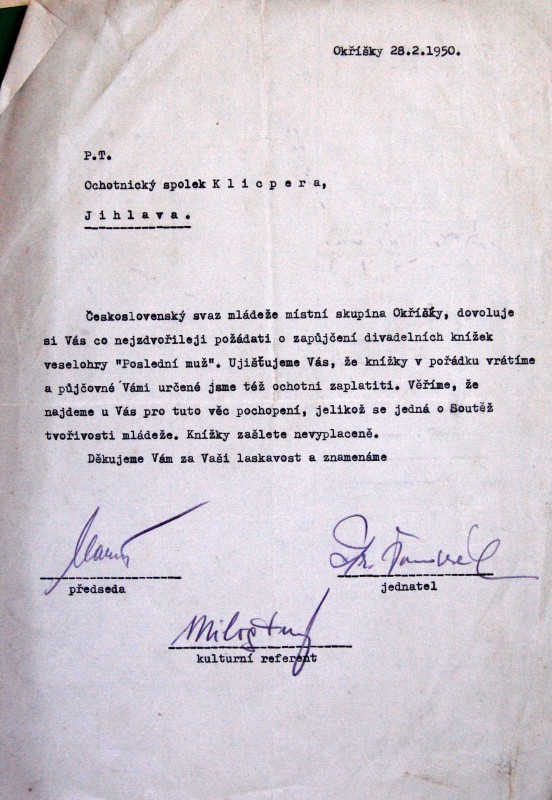 Okříšky 28.2.1950.
P.T.
Ochotnický spolek K l i c p e r a,
J i h l a v a .
Československý svaz mládeže místní skupina Okříšky, dovoluje
si Vás co nejzdvořileji požádati o zapůjčení divadelních knížek
veselohry "Poslední muž". Ujišťujeme Vás, že knížky v pořádku vrátíme
a půjčovné Vámi určené jsme též ochotni zaplatiti. Věříme, že
najdeme u Vás pro tuto věc pochopení, jelikož se jedná o Soutěž
tvořivosti mládeže. Knížky zašlete nevyplaceně.
Děkujeme Vám za Vaši laskavost a znamenáme
předseda
jednatel
kulturní referent